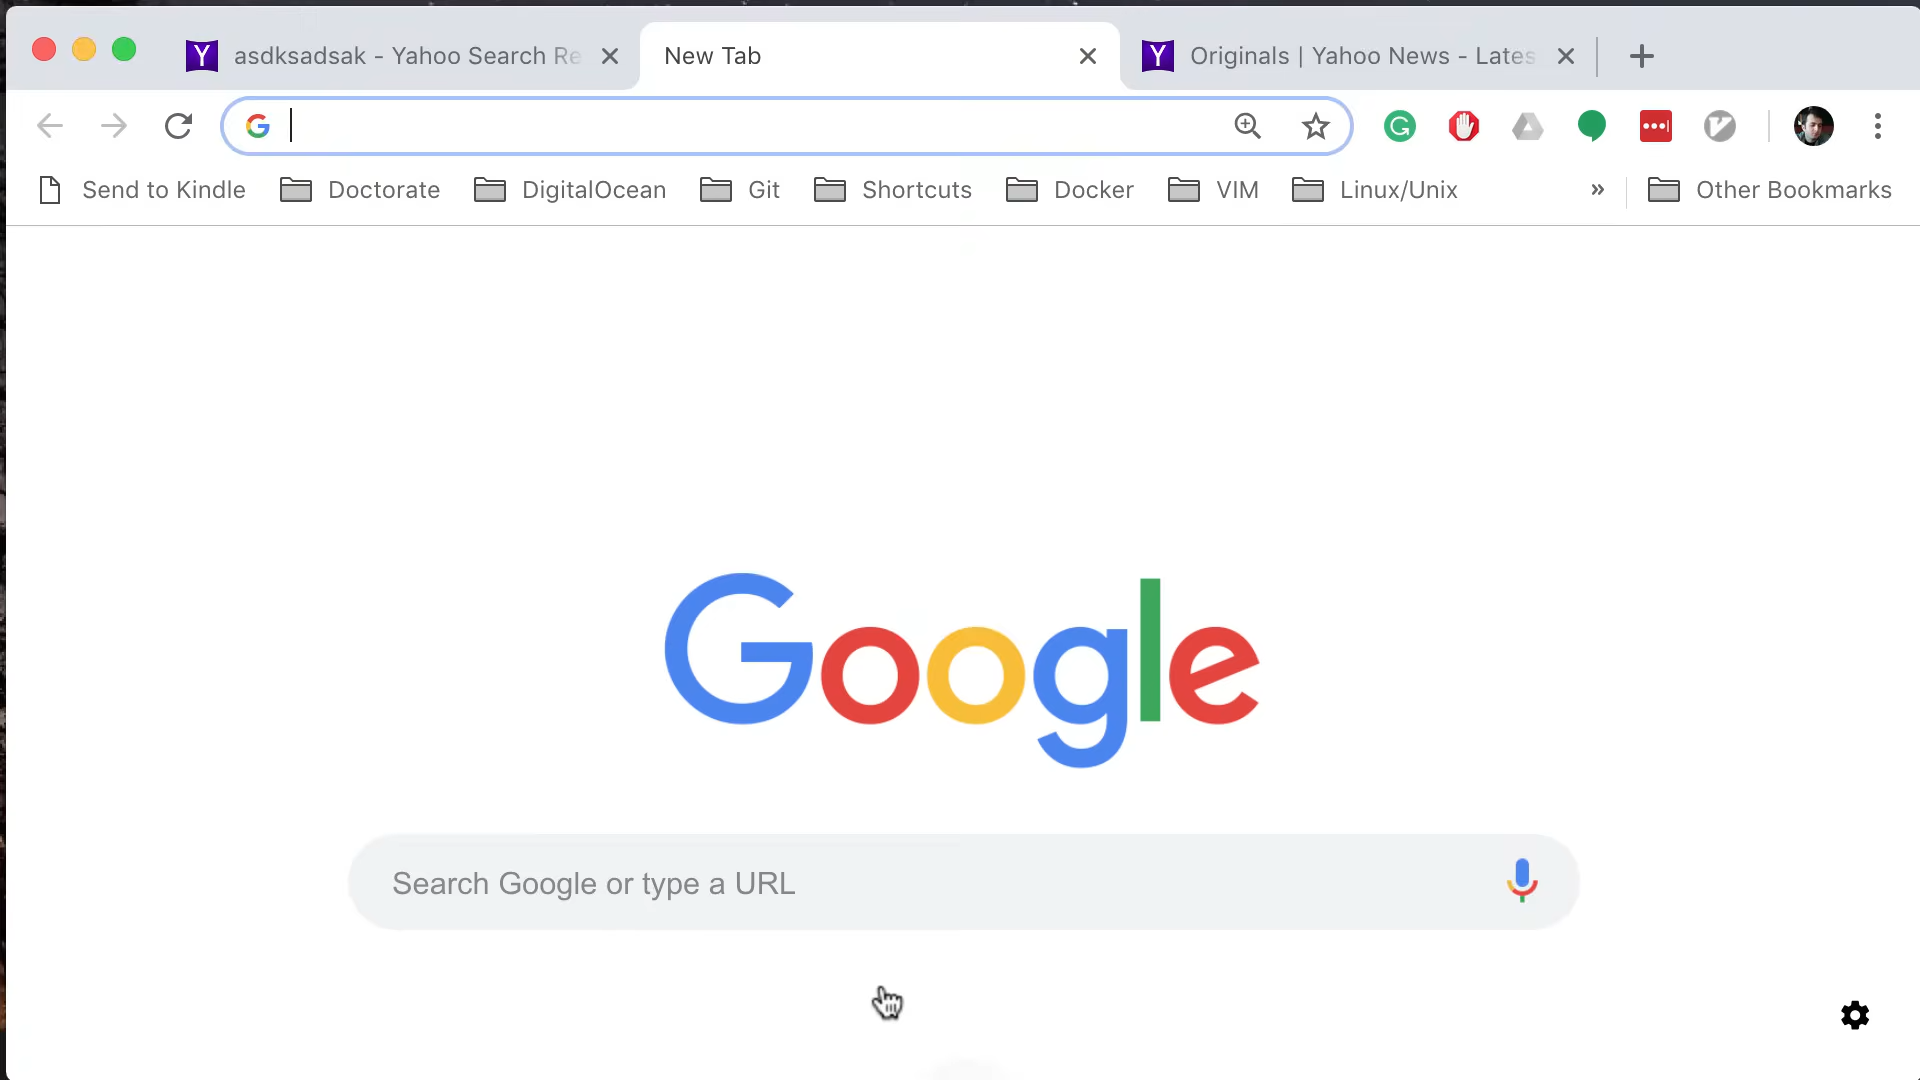 asdksadsak - Yahoo Search Re
New Tab
Originals | Yahoo News - Lates
Send to Kindle
Doctorate
DigitalOcean
Git
Shortcuts
Docker
VIM
Linux/Unix
»
Other Bookmarks
Google
Search Google or type a URL